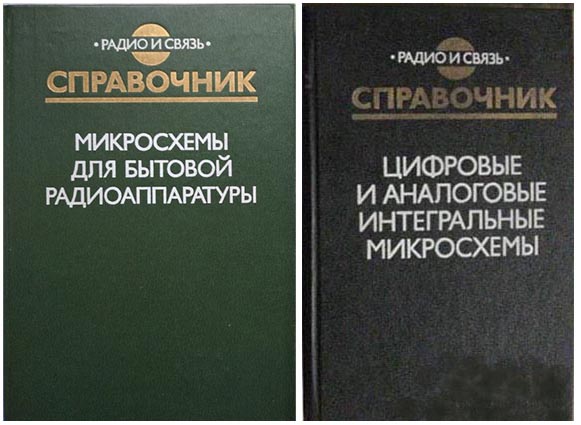 • РАДИО И СВЯЗЬ •
СПРАВОЧНИК
МИКРОСХЕМЫ
ДЛЯ БЫТОВОЙ
РАДИОАППАРАТУРЫ
• РАДИО И СВЯЗЬ •
СПРАВОЧНИК
ЦИФРОВЫЕ
И АНАЛОГОВЫЕ
ИНТЕГРАЛЬНЫЕ
МИКРОСХЕМЫ